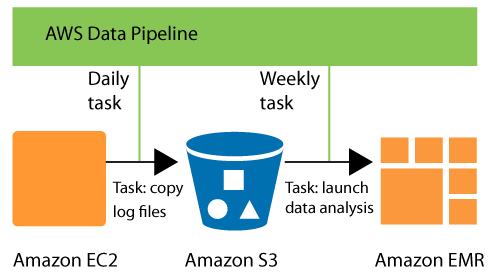 AWS Data Pipeline
Daily
task
Weekly
task
Task: copy
log files
Task: launch
data analysis
Amazon EC2
Amazon S3
Amazon EMR